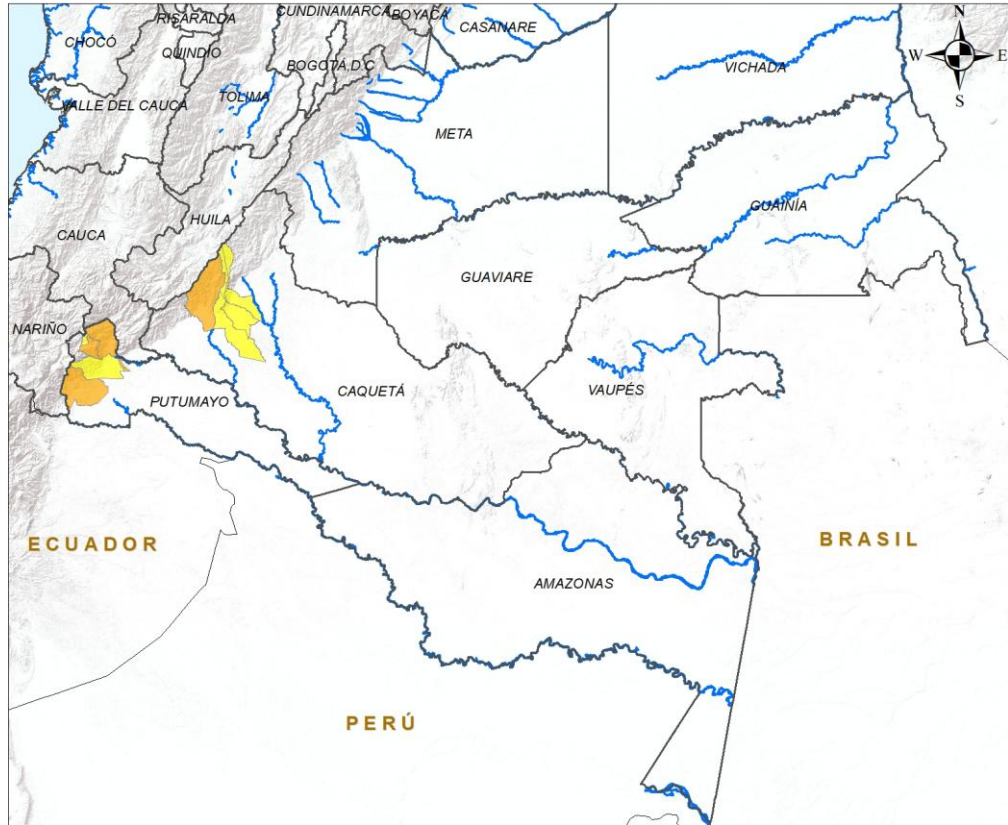 CUNDINAMARCA
BOYACÁ
RISARALDA
CASANARE
N
CHOCÓ
QUINDÍO
W
E
BOGOTÁ D.C
VICHADA
TOLIMA
VALLE DEL CAUCA
S
META
GUAINÍA
HUILA
CAUCA
GUAVIARE
NARIÑO
CAQUETÁ
VAUPÉS
PUTUMAYO
ECUADOR
BRASIL
AMAZONAS
PERÚ